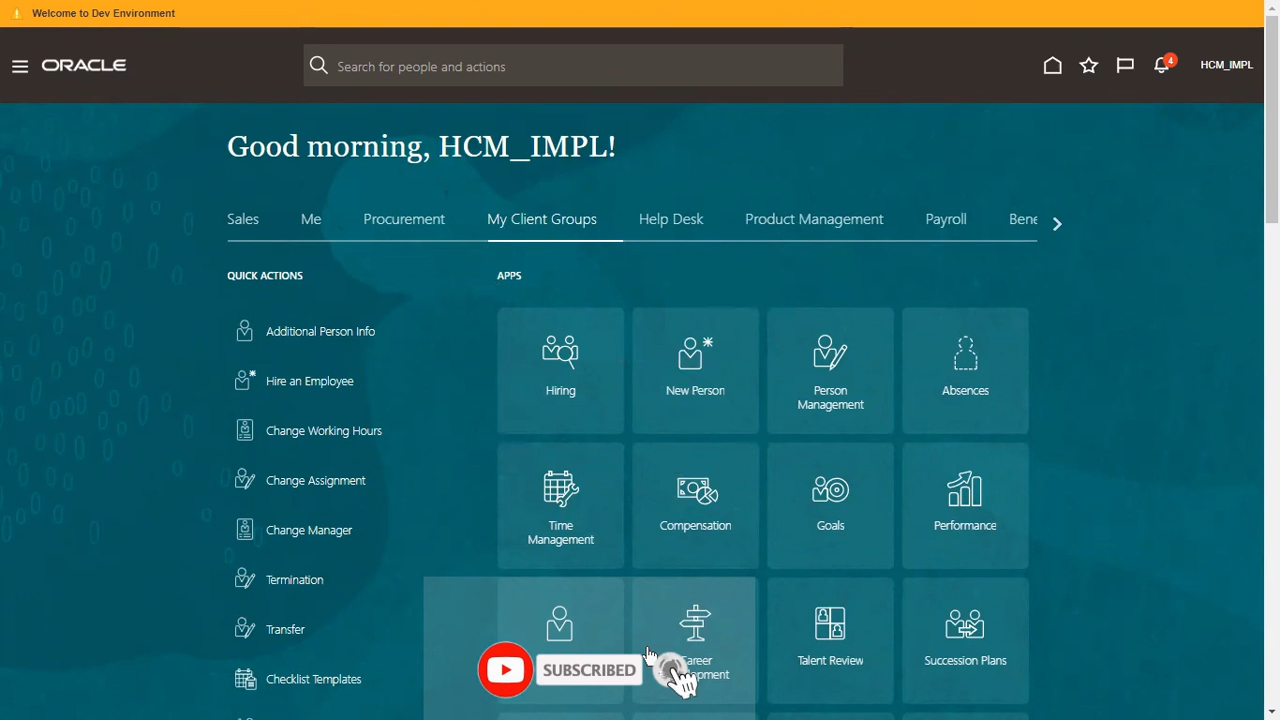 Welcome to Dev Environment
ORACLE
Search for people and actions
4
HCM_IMPL
Good morning, HCM_IMPL!
Sales Me Procurement My Client Groups Help Desk Product Management Payroll Bene
QUICK ACTIONS
APPS
Additional Person Info
Hire an Employee
Change Working Hours
Change Assignment
Change Manager
Termination
Transfer
Checklist Templates
Hiring
New Person
Person
Management
Absences
Time
Management
Compensation
Goals
Performance
Career
Talent Review
Succession Plans
SUBSCRIBED